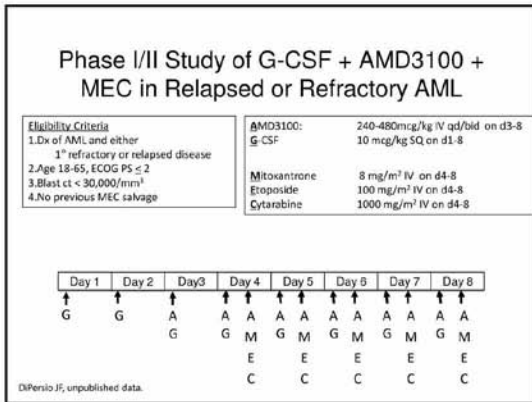 Phase I/II Study of G-CSF + AMD3100 +
MEC in Relapsed or Refractory AML
Eligibility Criteria
1.Dx of AML and either
1° refractory or relapsed disease
2.Age 18-65, ECOG PS ≤ 2
3.Blast ct < 30,000/mm³
4.No previous MEC salvage
AMD3100: 240-480mcg/kg IV qd/bid on d3-8
G-CSF 10 mcg/kg SQ on d1-8
Mitoxantrone 8 mg/m² IV on d4-8
Etoposide 100 mg/m² IV on d4-8
Cytarabine 1000 mg/m² IV on d4-8
Day 1 Day 2 Day3 Day 4 Day 5 Day 6 Day 7 Day 8
G G A A A A A A A A A A A
G G M G M G M G M G M
E E E E E
C C C C C
DiPersio JF, unpublished data.